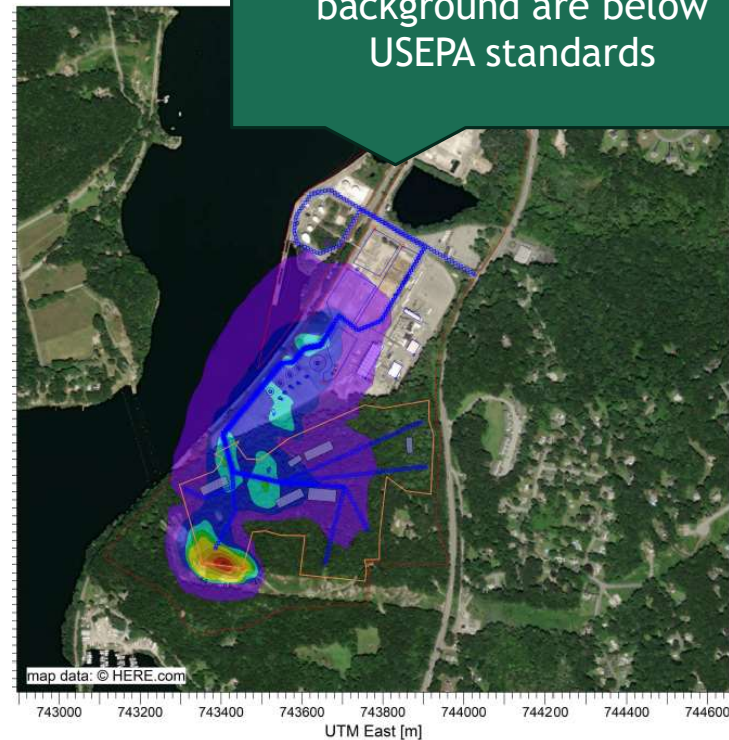 background are below
USEPA standards
map data: © HERE.com
743000 743200 743400 743600 743800 744000 744200 744400 744600
UTM East [m]